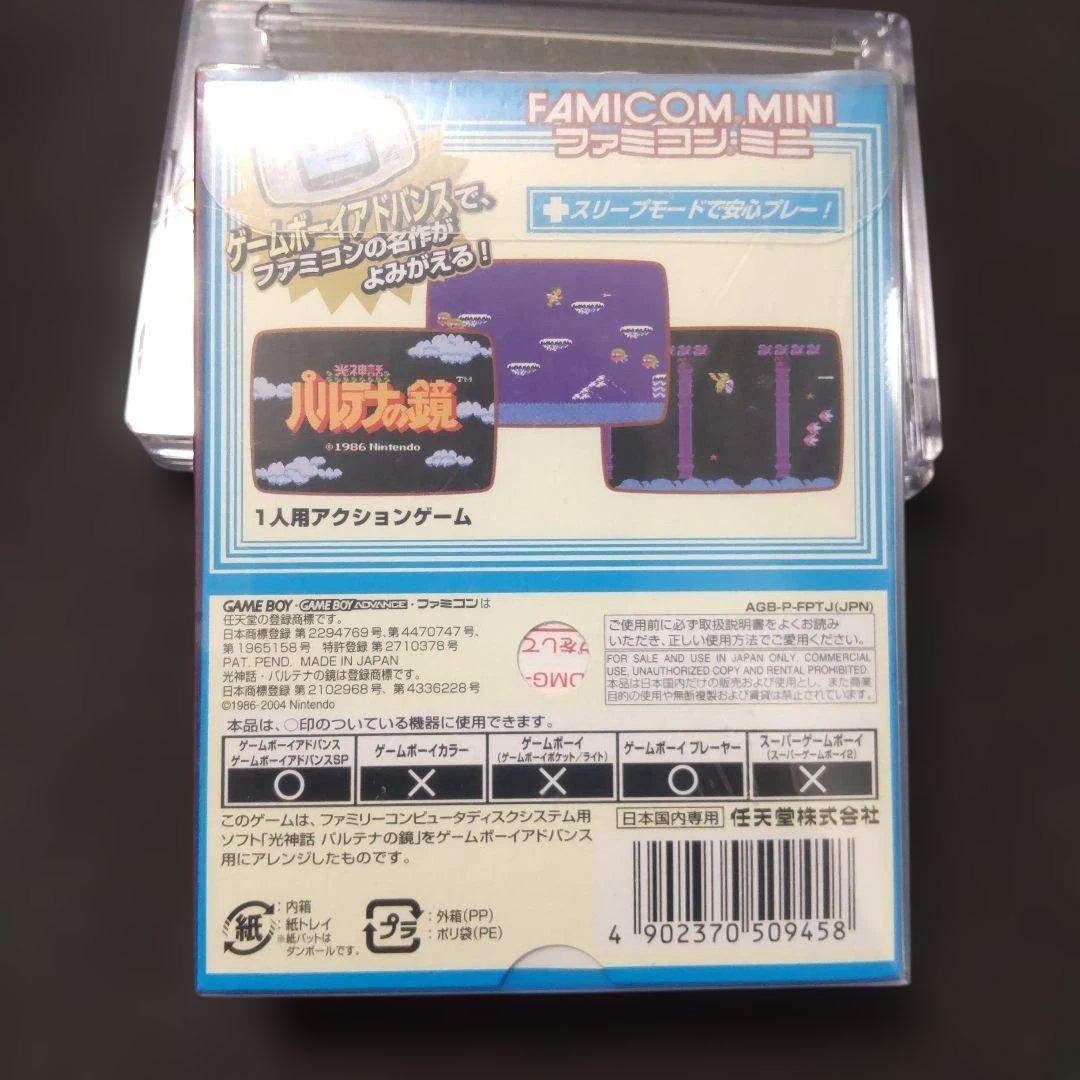 FAMICOM MINI
ファミコンミニ
ゲームボーイアドバンスで、
ファミコンの名作が
よみがえる!
スリープモードで安心プレー!
光神話
パルテナの鏡
TM
©1986 Nintendo
1人用アクションゲーム
GAME BOY・GAME BOY ADVANCE・ファミコンは
任天堂の登録商標です。
日本商標登録 第2294769号、第4470747号、
第1965158号 特許登録 第2710378号
PAT. PEND. MADE IN JAPAN
光神話・パルテナの鏡は登録商標です。
日本商標登録 第2102968号、第4336228号
©1986-2004 Nintendo
をして
DMG-
AGB-P-FPTJ(JPN)
ご使用前に必ず取扱説明書をよくお読み
いただき、正しい使用方法でご愛用ください。
FOR SALE AND USE IN JAPAN ONLY. COMMERCIAL
USE, UNAUTHORIZED COPY AND RENTAL PROHIBITED.
本品は日本国内だけの販売および使用とし、また商業
目的の使用や無断複製および賃貸は禁止されています。
本品は、○印のついている機器に使用できます。
ゲームボーイアドバンス
ゲームボーイアドバンスSP
○
ゲームボーイカラー
×
ゲームボーイ
(ゲームボーイポケット/ライト)
×
ゲームボーイ プレーヤー
○
スーパーゲームボーイ
(スーパーゲームボーイ2)
×
このゲームは、ファミリーコンピュータディスクシステム用
ソフト「光神話 パルテナの鏡」をゲームボーイアドバンス
用にアレンジしたものです。
日本国内専用 任天堂株式会社
紙
:内箱
:紙トレイ
※紙パットは
ダンボールです。
プラ
:外箱(PP)
:ポリ袋(PE)
4 902370 509458